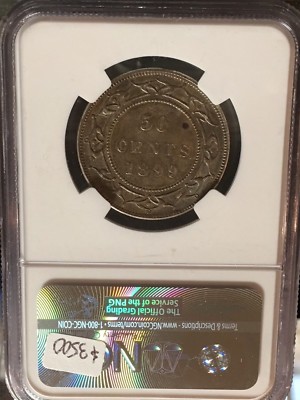 50
CENTS
1899
The Official Grading
Service of the PNG
Terms & Descriptions • www.NGCcoin.com/terms • 1-800-NGC-COIN
$3500